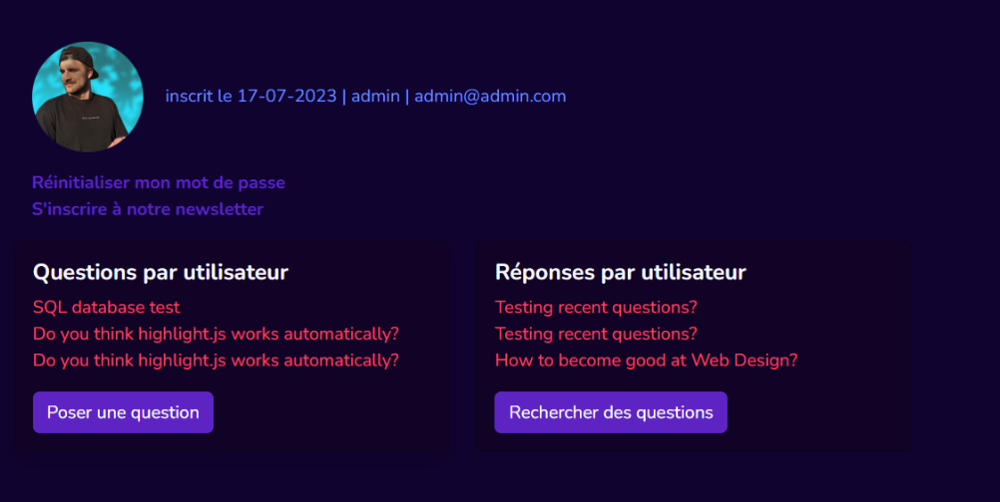 inscrit le 17-07-2023 | admin | admin@admin.com
Réinitialiser mon mot de passe
S'inscrire à notre newsletter
Questions par utilisateur
SQL database test
Do you think highlight.js works automatically?
Do you think highlight.js works automatically?
Poser une question
Réponses par utilisateur
Testing recent questions?
Testing recent questions?
How to become good at Web Design?
Rechercher des questions